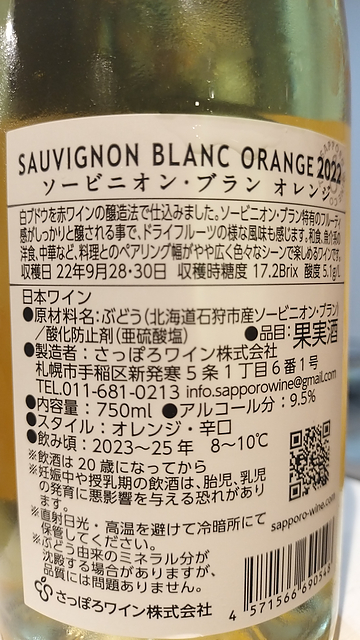 SAUVIGNON BLANC ORANGE 2022
ソービニオン・ブラン オレンジ
白ブドウを赤ワインの醸造法で仕込みました。ソービニオン・ブラン特有のフルーティ
感がしっかりと醸される事で、ドライフルーツの様な風味も感じます。和食、魚介類の
洋食、中華など、料理とのペアリング幅がやや広く色々なシーンで楽しめるワインです。
収穫日 22年9月28・30日 収穫時糖度 17.2Brix 酸度 5.1g/L
日本ワイン
●原材料名：ぶどう（北海道石狩市産ソービニオン・ブラン）
／酸化防止剤（亜硫酸塩） ●品目：果実酒
●製造者：さっぽろワイン株式会社
札幌市手稲区新発寒５条１丁目６番１号
TEL.011-681-0213 info.sapporowine@gmail.com
●内容量：750ml ●アルコール分：9.5%
●スタイル：オレンジ・辛口
●飲み頃：2023～25年 8～10℃
※飲酒は20歳になってから
※妊娠中や授乳期の飲酒は、胎児、乳児
の発育に悪影響を与える恐れがあり
ます。
※直射日光・高温を避けて冷暗所にて
保管してください。
※ぶどう由来のミネラル分が
沈殿する場合がありますが、
品質には問題ありません。
sapporo-wine.com
さっぽろワイン株式会社
4 571566 690548